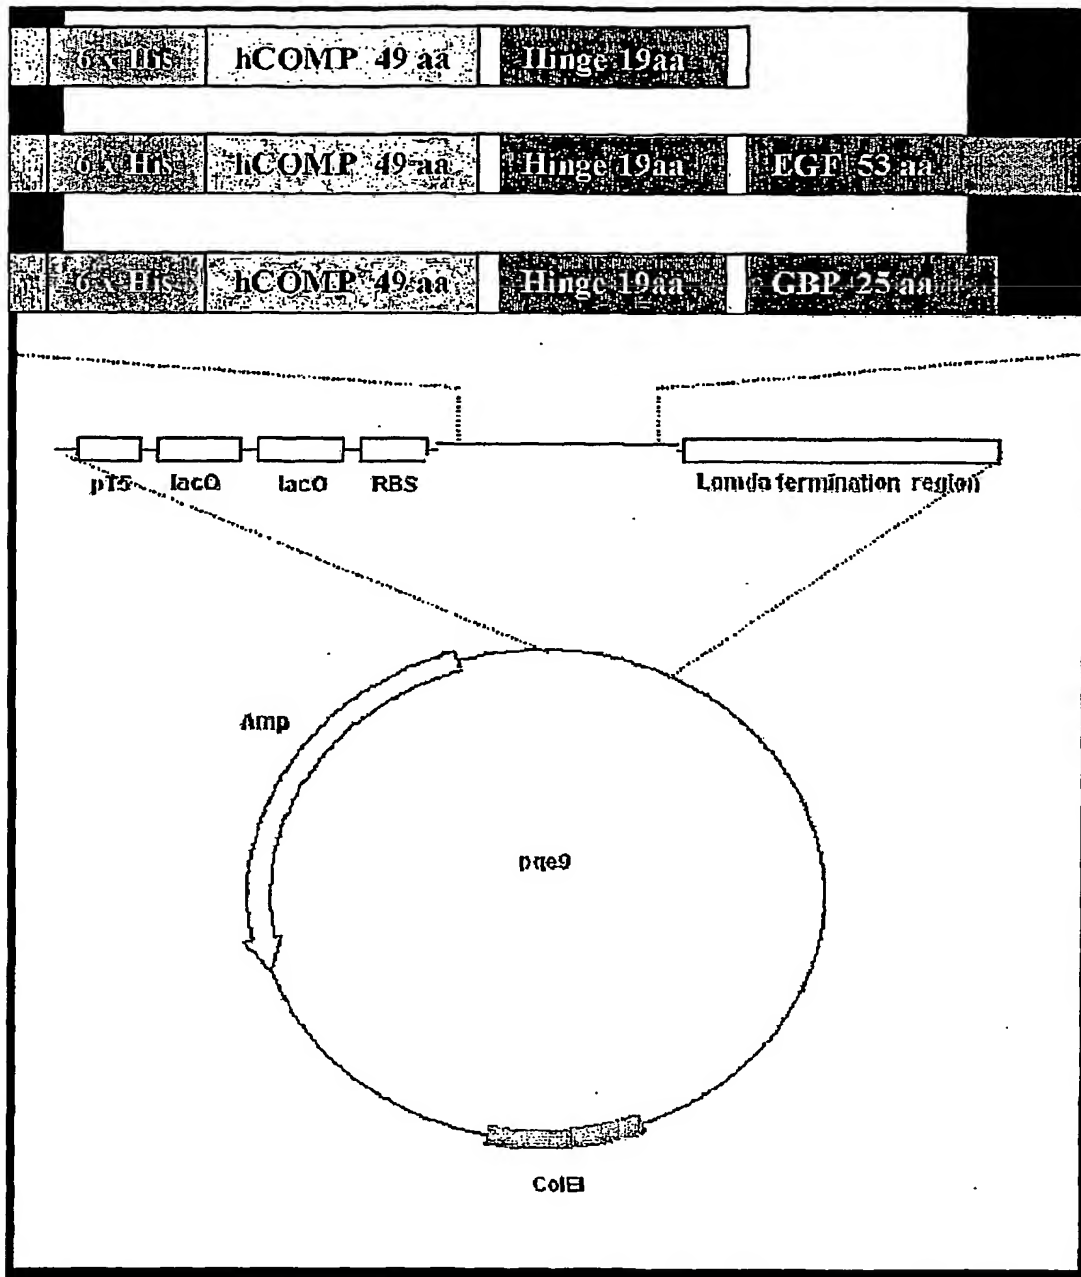 6 x His hCOMP 49 aa Hinge 19aa
6 x His hCOMP 49 aa Hinge 19aa EGF 53 aa
6 x His hCOMP 49 aa Hinge 19aa GBP 25 aa
pT5 lacO lacO RBS Lamda termination region
Amp
pqe9
ColEI